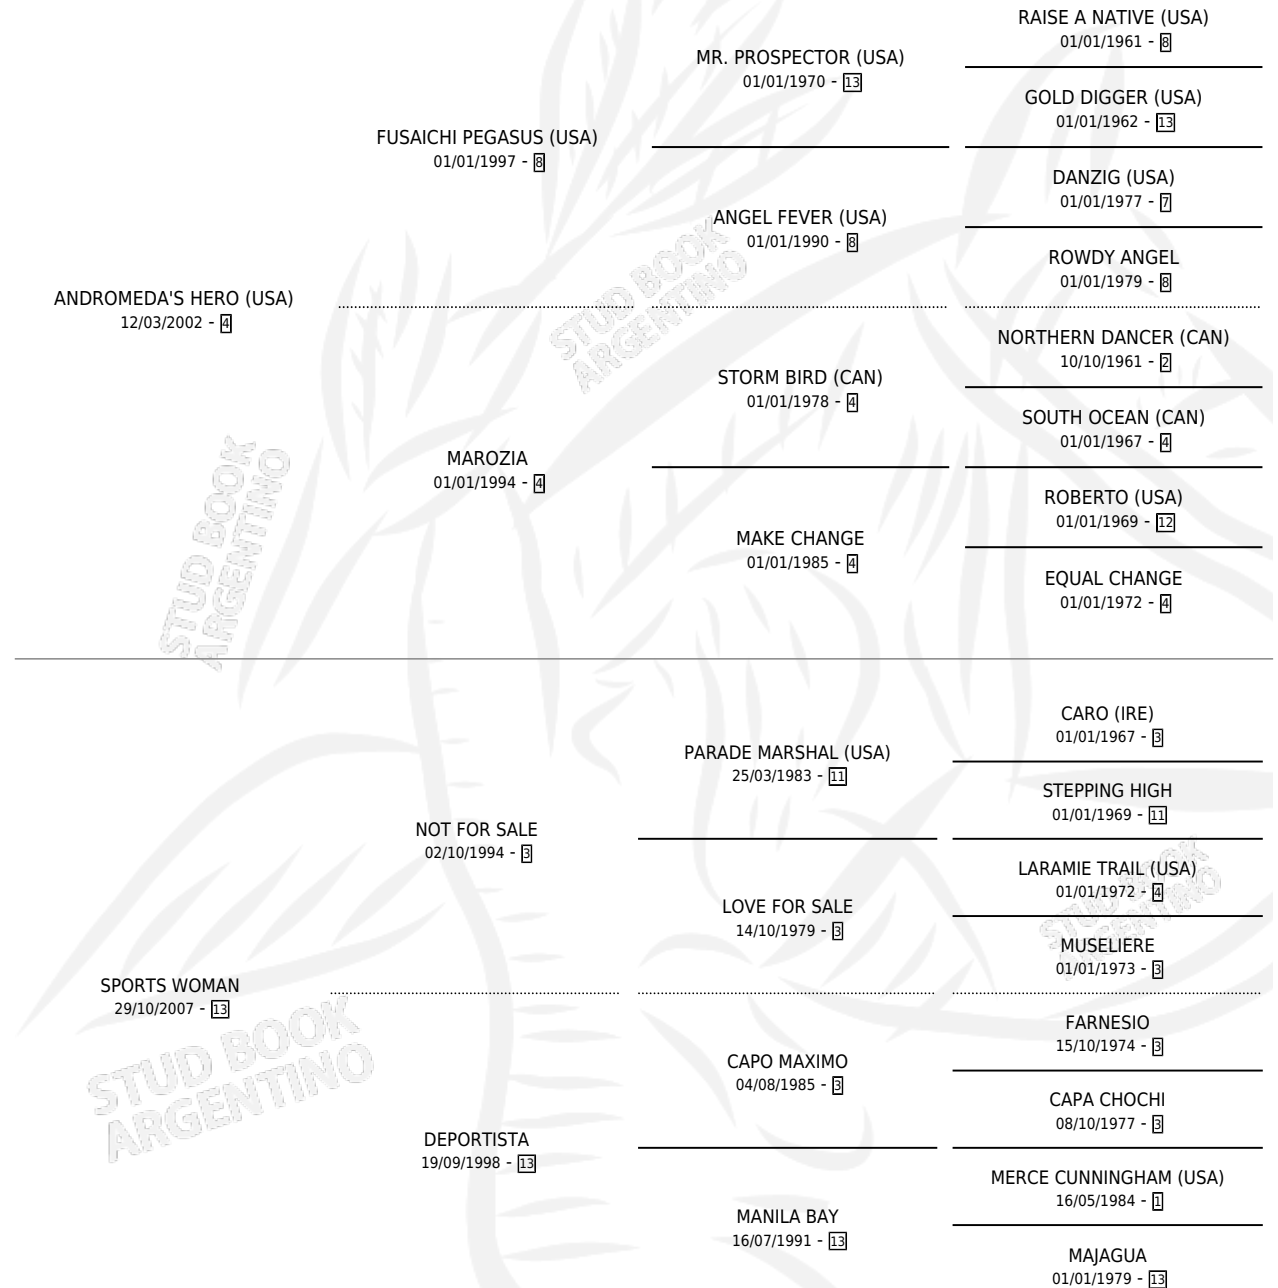 RAISE A NATIVE (USA)
01/01/1961 - 8
MR. PROSPECTOR (USA)
01/01/1970 - 13
GOLD DIGGER (USA)
01/01/1962 - 13
FUSAICHI PEGASUS (USA)
01/01/1997 - 8
DANZIG (USA)
01/01/1977 - 7
ANGEL FEVER (USA)
01/01/1990 - 8
ROWDY ANGEL
01/01/1979 - 8
ANDROMEDA'S HERO (USA)
12/03/2002 - 4
NORTHERN DANCER (CAN)
10/10/1961 - 2
STORM BIRD (CAN)
01/01/1978 - 4
SOUTH OCEAN (CAN)
01/01/1967 - 4
MAROZIA
01/01/1994 - 4
ROBERTO (USA)
01/01/1969 - 12
MAKE CHANGE
01/01/1985 - 4
EQUAL CHANGE
01/01/1972 - 4
CARO (IRE)
01/01/1967 - 3
PARADE MARSHAL (USA)
25/03/1983 - 11
STEPPING HIGH
01/01/1969 - 11
NOT FOR SALE
02/10/1994 - 3
LARAMIE TRAIL (USA)
01/01/1972 - 4
LOVE FOR SALE
14/10/1979 - 3
MUSELIERE
01/01/1973 - 3
SPORTS WOMAN
29/10/2007 - 13
FARNESIO
15/10/1974 - 3
CAPO MAXIMO
04/08/1985 - 3
CAPA CHOCHI
08/10/1977 - 3
DEPORTISTA
19/09/1998 - 13
MERCE CUNNINGHAM (USA)
16/05/1984 - 1
MANILA BAY
16/07/1991 - 13
MAJAGUA
01/01/1979 - 13
STUD BOOK
ARGENTINO
STUD BOOK
ARGENTINO
STUD BOOK
ARGENTINO
STUD BOOK
ARGENTINO